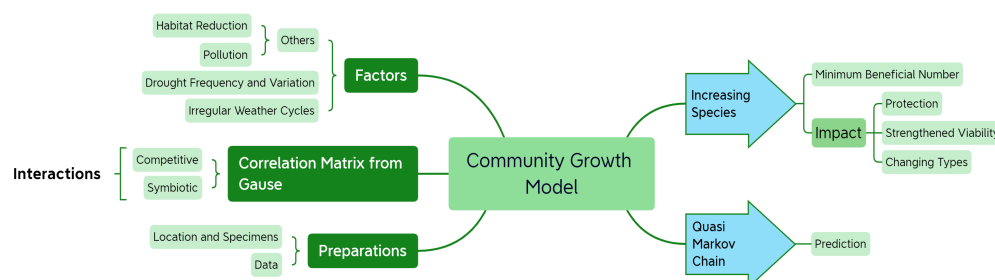 Habitat Reduction
Pollution
Others
Drought Frequency and Variation
Irregular Weather Cycles
Factors
Interactions
Competitive
Symbiotic
Correlation Matrix from
Gause
Location and Specimens
Data
Preparations
Community Growth
Model
Increasing
Species
Minimum Beneficial Number
Impact
Protection
Strengthened Viability
Changing Types
Quasi
Markov
Chain
Prediction